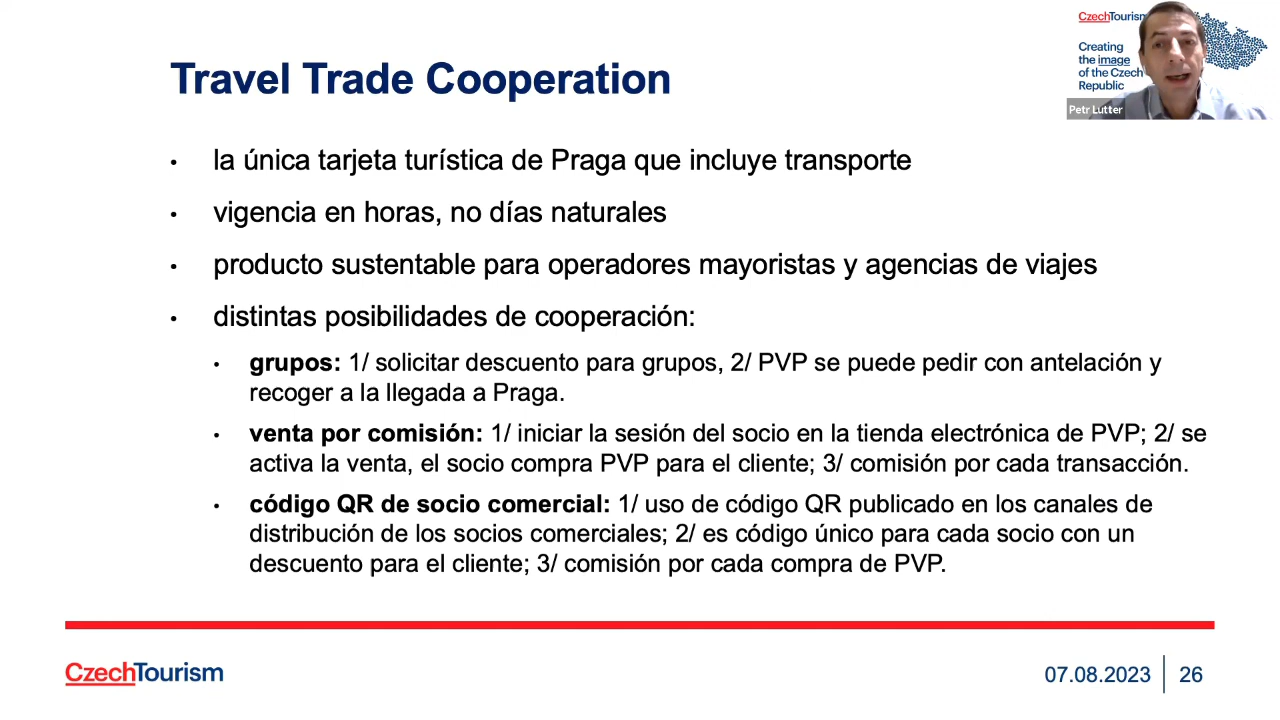 CzechTourism
Creating
the image
of the Czech
Republic
Petr Lutter
Travel Trade Cooperation
• la única tarjeta turística de Praga que incluye transporte
• vigencia en horas, no días naturales
• producto sustentable para operadores mayoristas y agencias de viajes
• distintas posibilidades de cooperación:
• grupos: 1/ solicitar descuento para grupos, 2/ PVP se puede pedir con antelación y
recoger a la llegada a Praga.
• venta por comisión: 1/ iniciar la sesión del socio en la tienda electrónica de PVP; 2/ se
activa la venta, el socio compra PVP para el cliente; 3/ comisión por cada transacción.
• código QR de socio comercial: 1/ uso de código QR publicado en los canales de
distribución de los socios comerciales; 2/ es código único para cada socio con un
descuento para el cliente; 3/ comisión por cada compra de PVP.
CzechTourism
07.08.2023 26